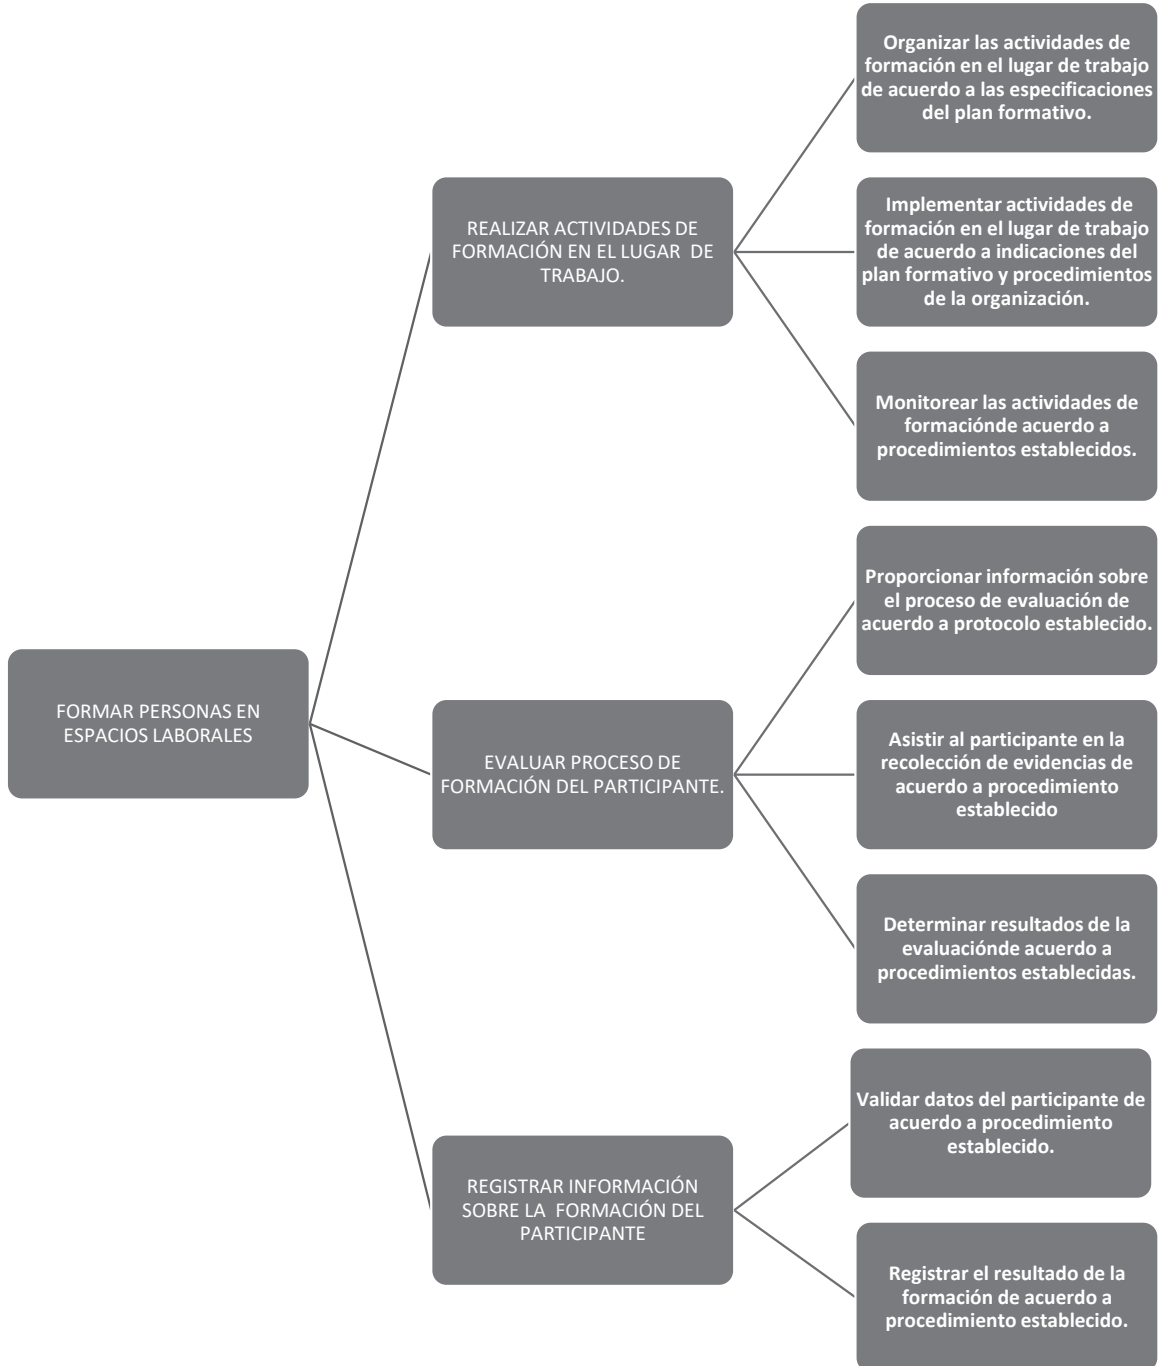 FORMAR PERSONAS EN
ESPACIOS LABORALES
REALIZAR ACTIVIDADES DE
FORMACIÓN EN EL LUGAR  DE
TRABAJO.
Organizar las actividades de
formación en el lugar de trabajo
de acuerdo a las especificaciones
del plan formativo.
Implementar actividades de
formación en el lugar de trabajo
de acuerdo a indicaciones del
plan formativo y procedimientos
de la organización.
Monitorear las actividades de
formaciónde acuerdo a
procedimientos establecidos.
EVALUAR PROCESO DE
FORMACIÓN DEL PARTICIPANTE.
Proporcionar información sobre
el proceso de evaluación de
acuerdo a protocolo establecido.
Asistir al participante en la
recolección de evidencias de
acuerdo a procedimiento
establecido
Determinar resultados de la
evaluaciónde acuerdo a
procedimientos establecidas.
REGISTRAR INFORMACIÓN
SOBRE LA  FORMACIÓN DEL
PARTICIPANTE
Validar datos del participante de
acuerdo a procedimiento
establecido.
Registrar el resultado de la
formación de acuerdo a
procedimiento establecido.